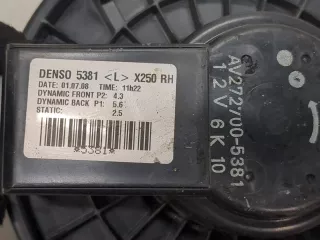 DENSO 5381 <L> X250 RH
DATE: 01.07.08 TIME: 11h22
DYNAMIC FRONT P2: 4.3
DYNAMIC BACK P1: 5.6
STATIC: 2.5
*5381*
AV272700-5381
12V 6K10